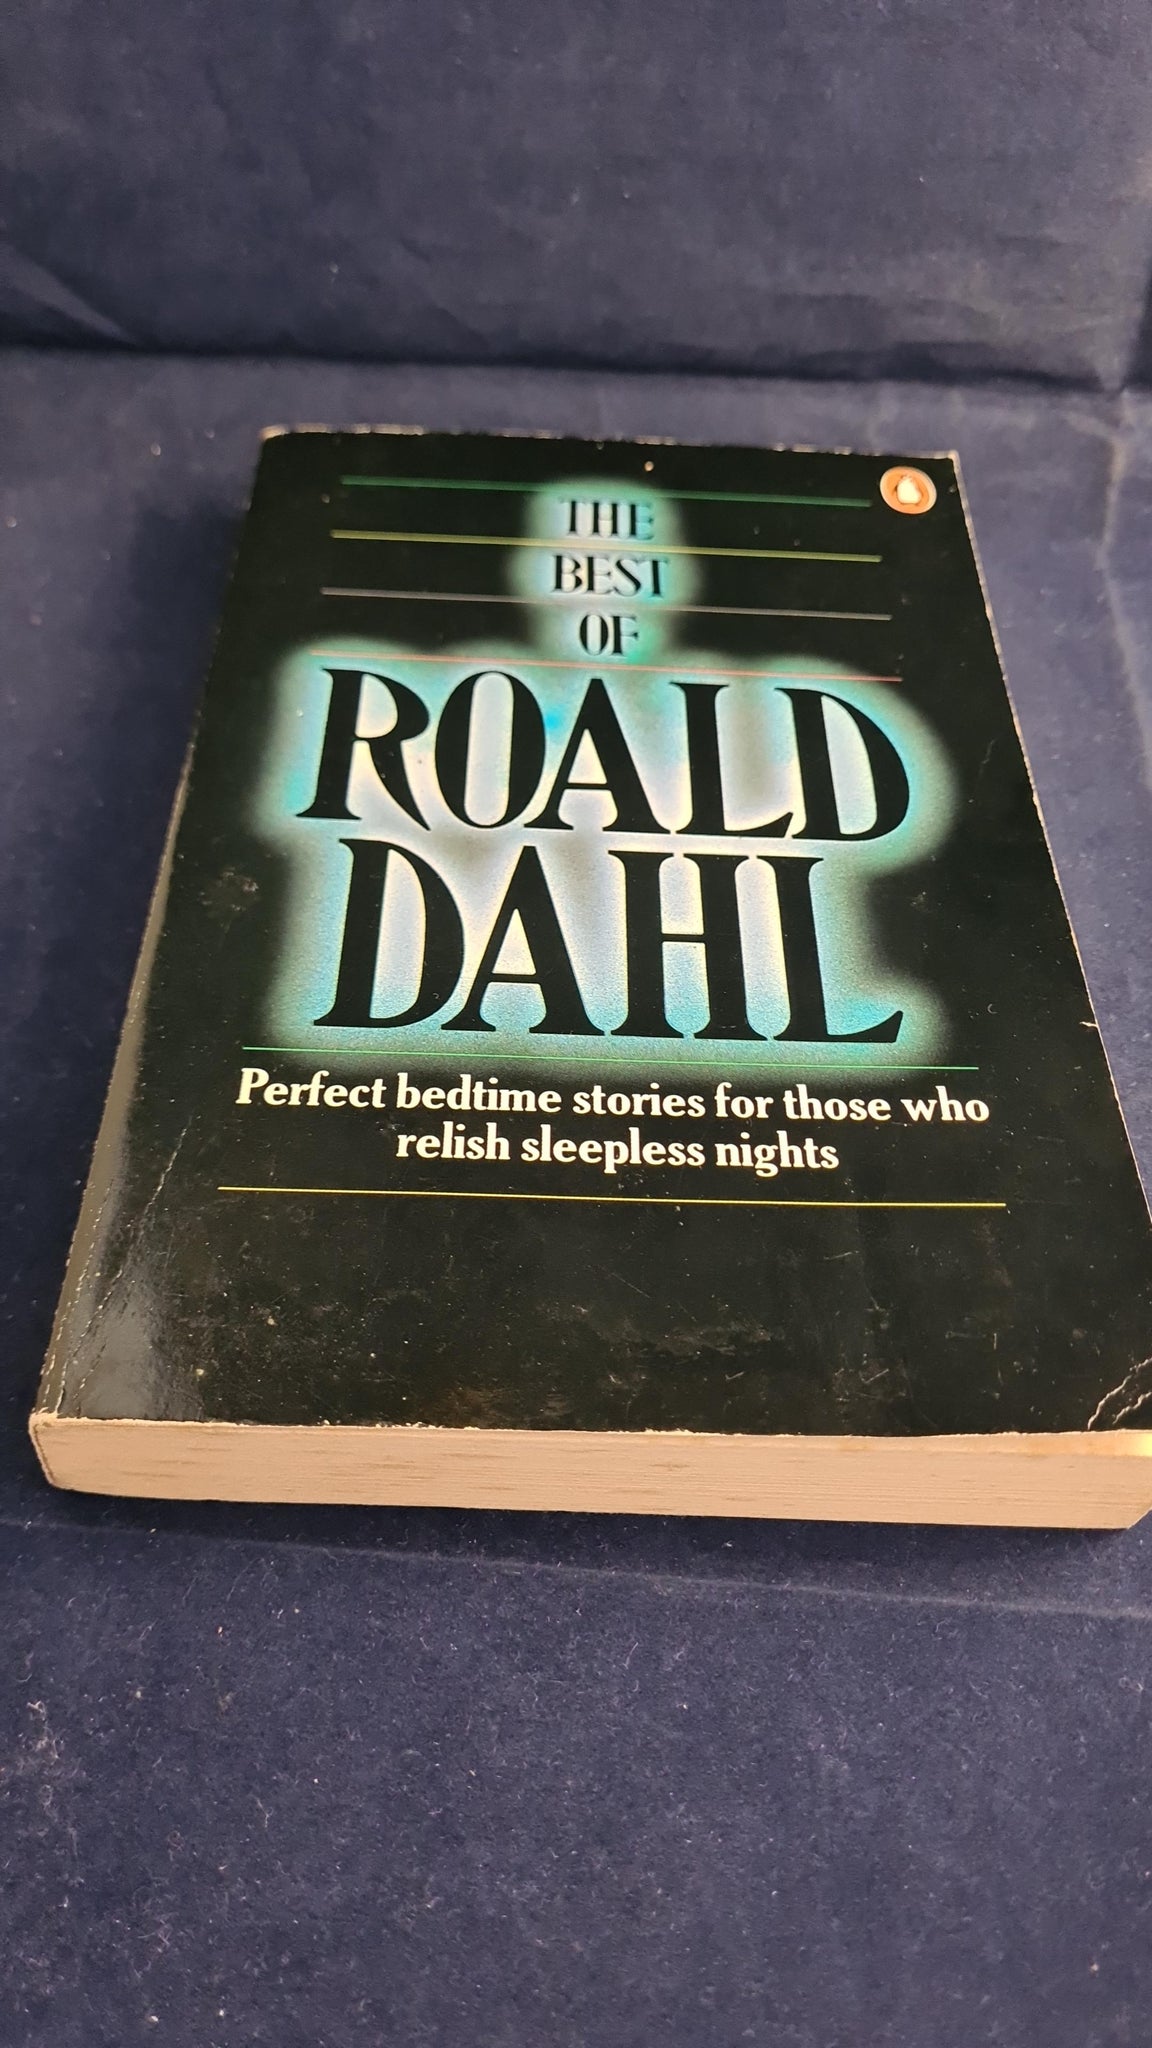 THE
BEST
OF
ROALD
DAHL
Perfect bedtime stories for those who
relish sleepless nights